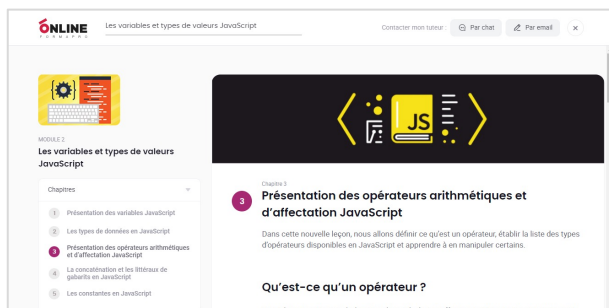 ONLINE
FORMAPRO
Les variables et types de valeurs JavaScript
Contacter mon tuteur :
Par chat
Par email
JS
MODULE 2
Les variables et types de valeurs
JavaScript
Chapitres
1 Présentation des variables JavaScript
2 Les types de données en JavaScript
3 Présentation des opérateurs arithmétiques
et d'affectation JavaScript
4 La concaténation et les littéraux de
gabarits en JavaScript
5 Les constantes en JavaScript
Chapitre 3
3 Présentation des opérateurs arithmétiques et
d'affectation JavaScript
Dans cette nouvelle leçon, nous allons définir ce qu'est un opérateur, établir la liste des types
d'opérateurs disponibles en JavaScript et apprendre à en manipuler certains.
Qu'est-ce qu'un opérateur ?